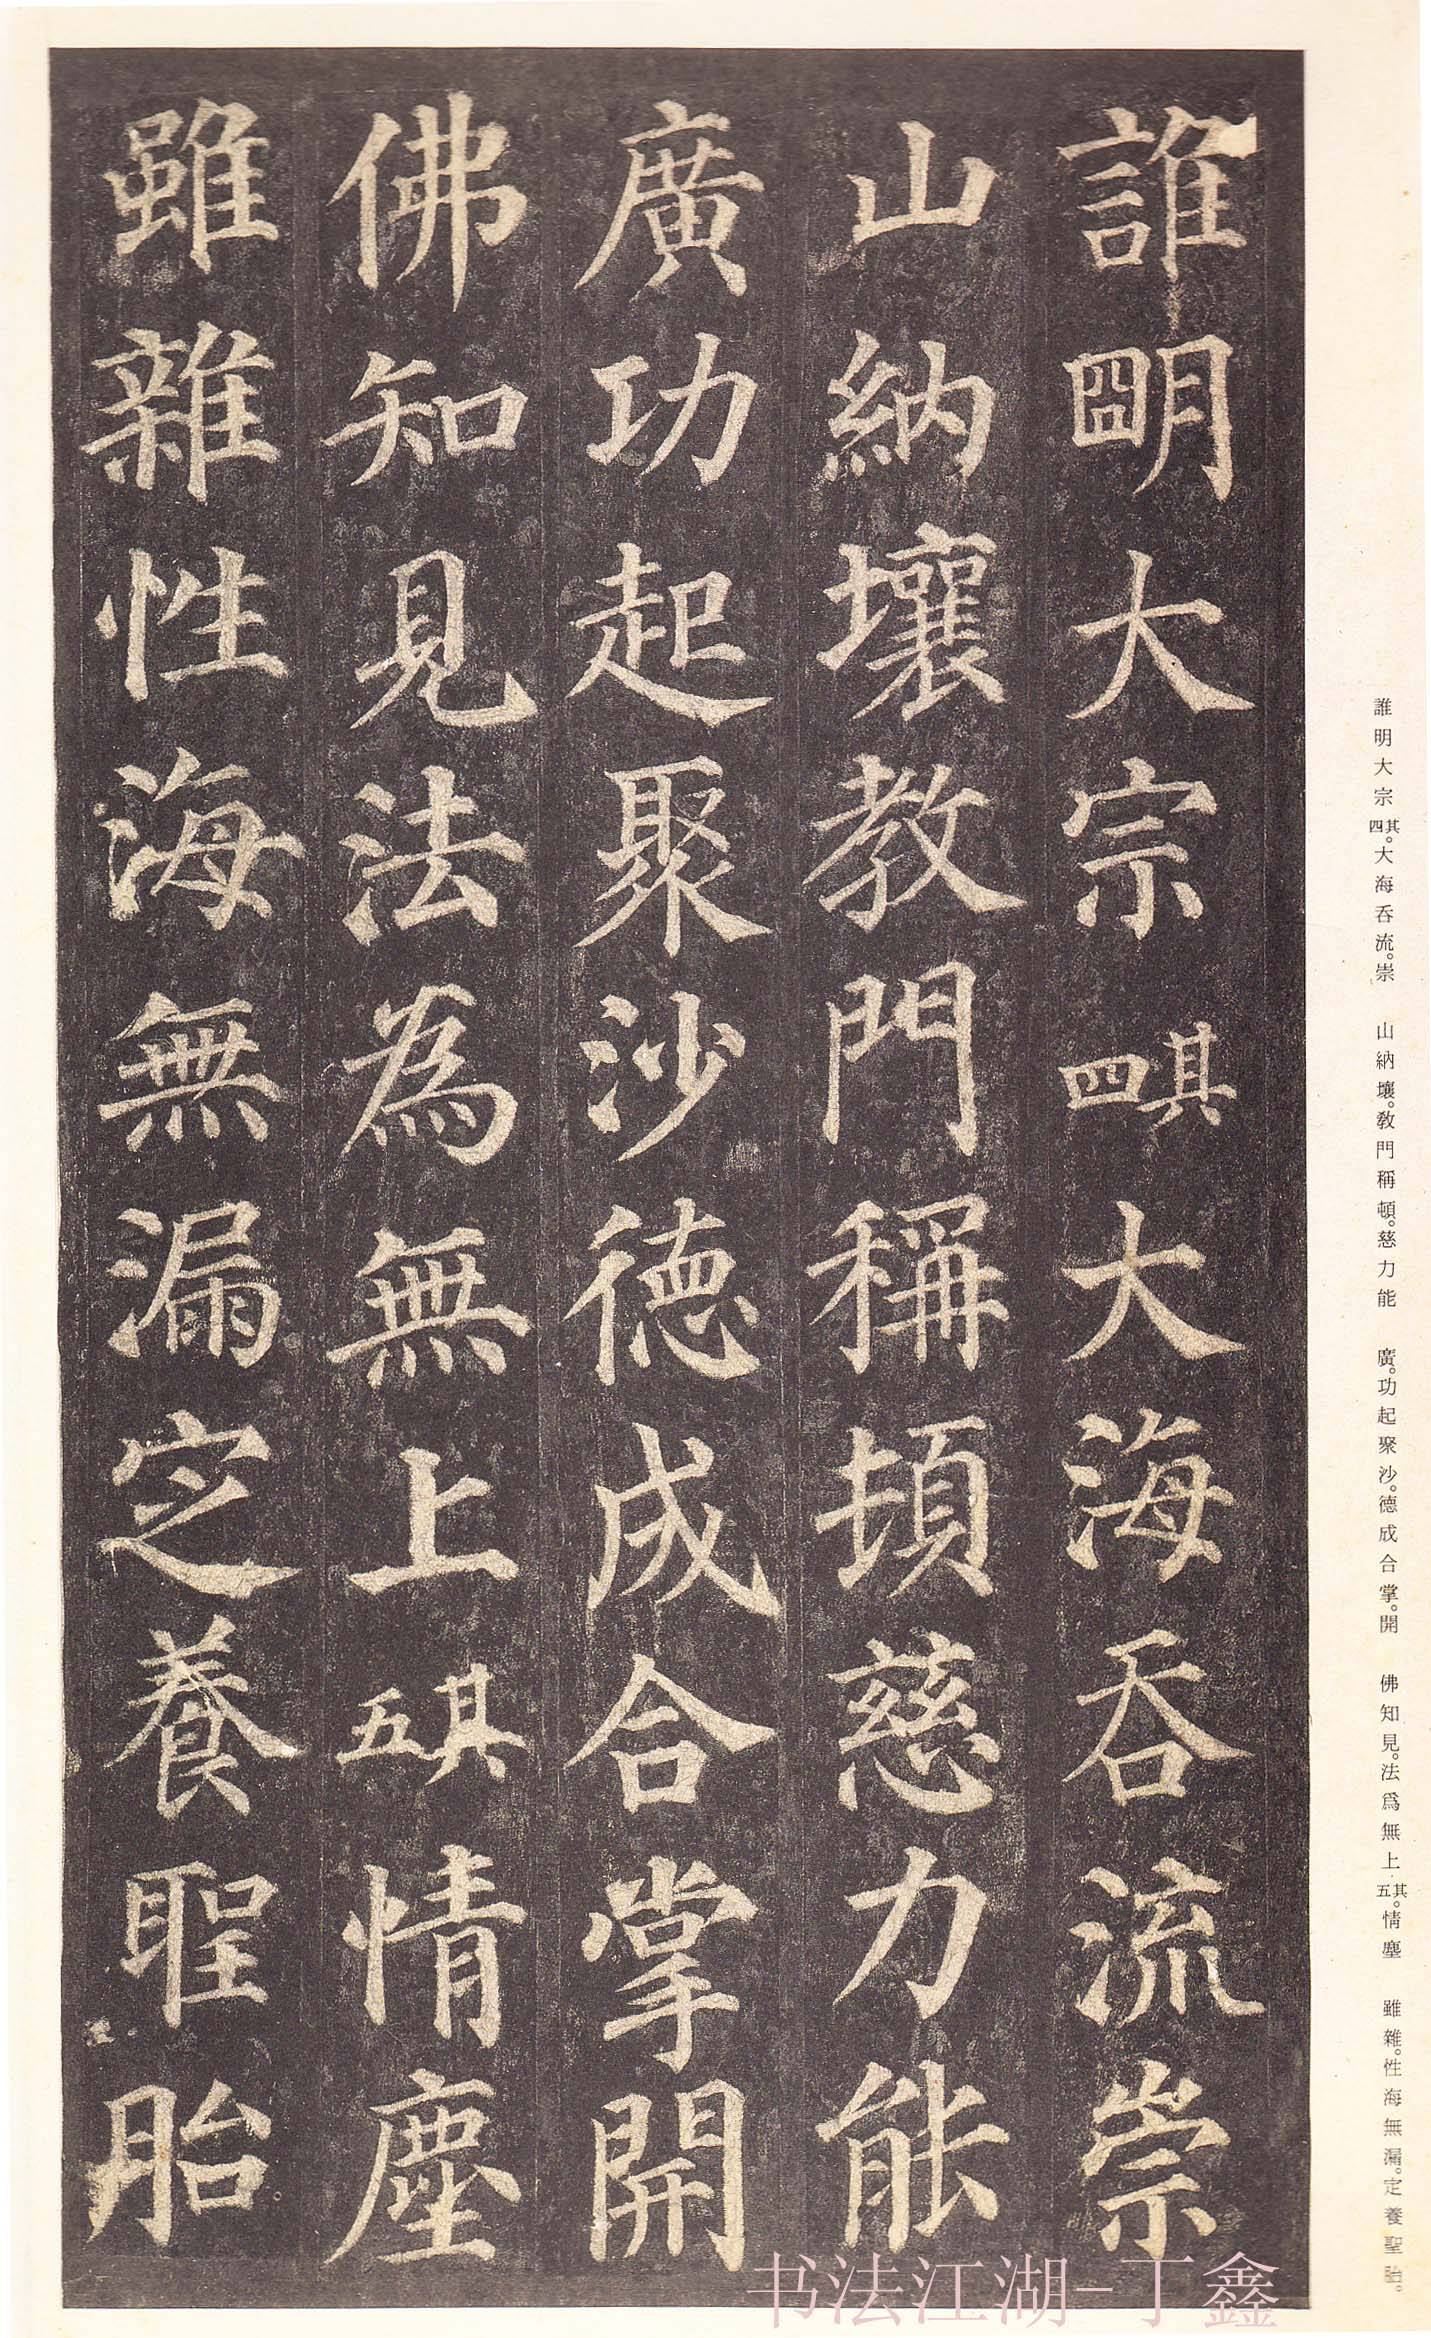 誰明大宗其四大海吞流崇
山納壤教門稱頓慈力能
廣功起聚沙德成合掌開
佛知見法為無上其五情塵
雖雜性海無漏定養聖胎
誰明大宗其四。大海吞流。崇 山納壤。教門稱頓。慈力能 廣。功起聚沙。德成合掌。開 佛知見。法爲無上其五。情塵 雖雜。性海無漏。定養聖胎。
书法江湖-丁鑫